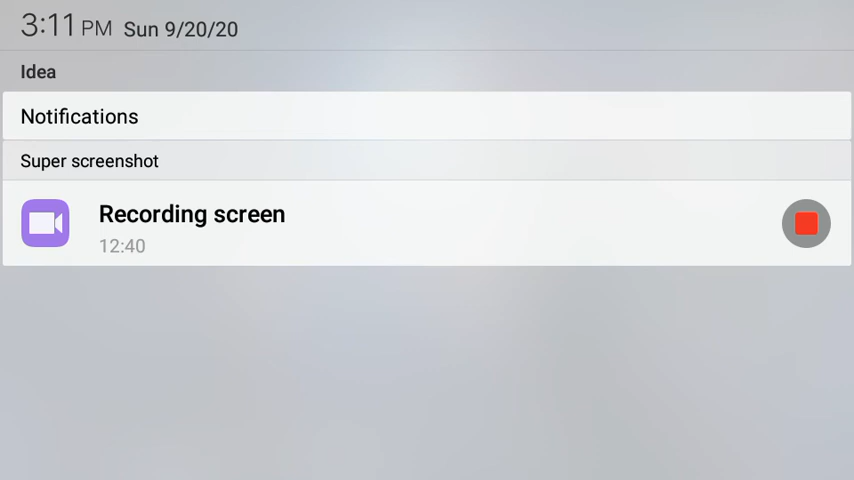 3:11 PM Sun 9/20/20
Idea
Notifications
Super screenshot
Recording screen
12:40